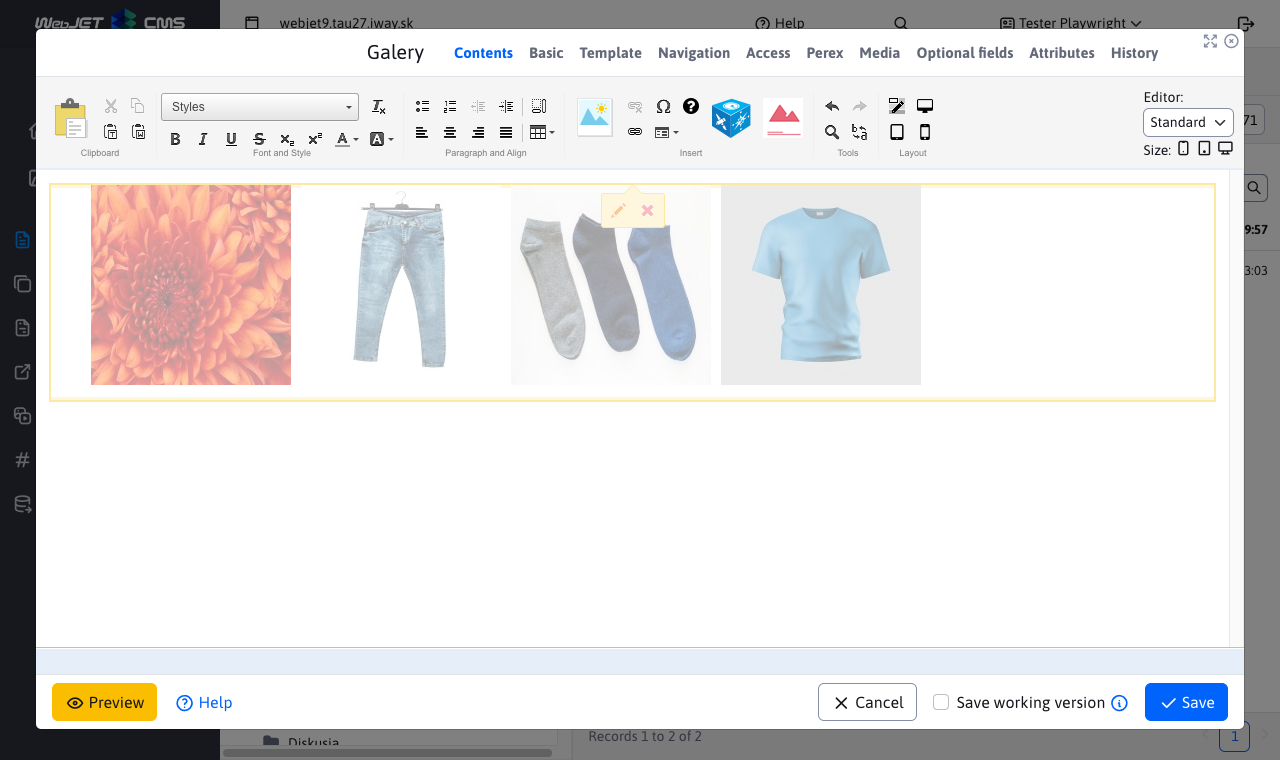 WebJET CMS
webjet9.tau27.iway.sk
Help
Tester Playwright
Galery
Contents
Basic
Template
Navigation
Access
Perex
Media
Optional fields
Attributes
History
Styles
Clipboard
Font and Style
Paragraph and Align
Insert
Tools
Layout
Editor:
Standard
Size:
71
9:57
3:03
Preview
Help
Cancel
Save working version
Save
Diskusia
Records 1 to 2 of 2
1